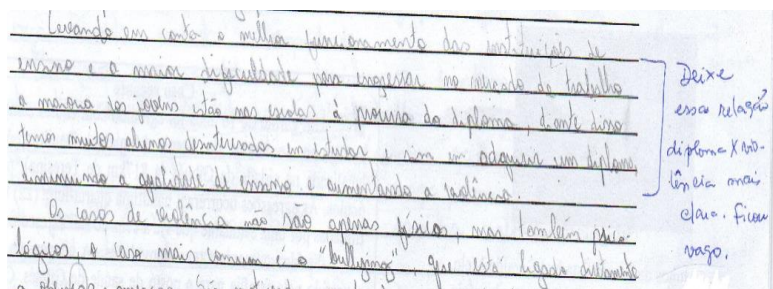 Levando em conta o melhor funcionamento das instituições de
ensino e a maior dificuldade para ingressar no mercado de trabalho
a maioria dos jovens estão nas escolas à procura do diploma, diante disso
temos muitos alunos desinteressados em estudar e sim em adquirir um diploma,
diminuindo a qualidade de ensino e aumentando a violência.
Os casos de violência não são apenas físicos, mas também psico-
lógicos, o caso mais comum é o "bullying", que está ligado diretamente
a
Deixe
essa relação
diploma X vio-
lência mais
clara. Ficou
vago.